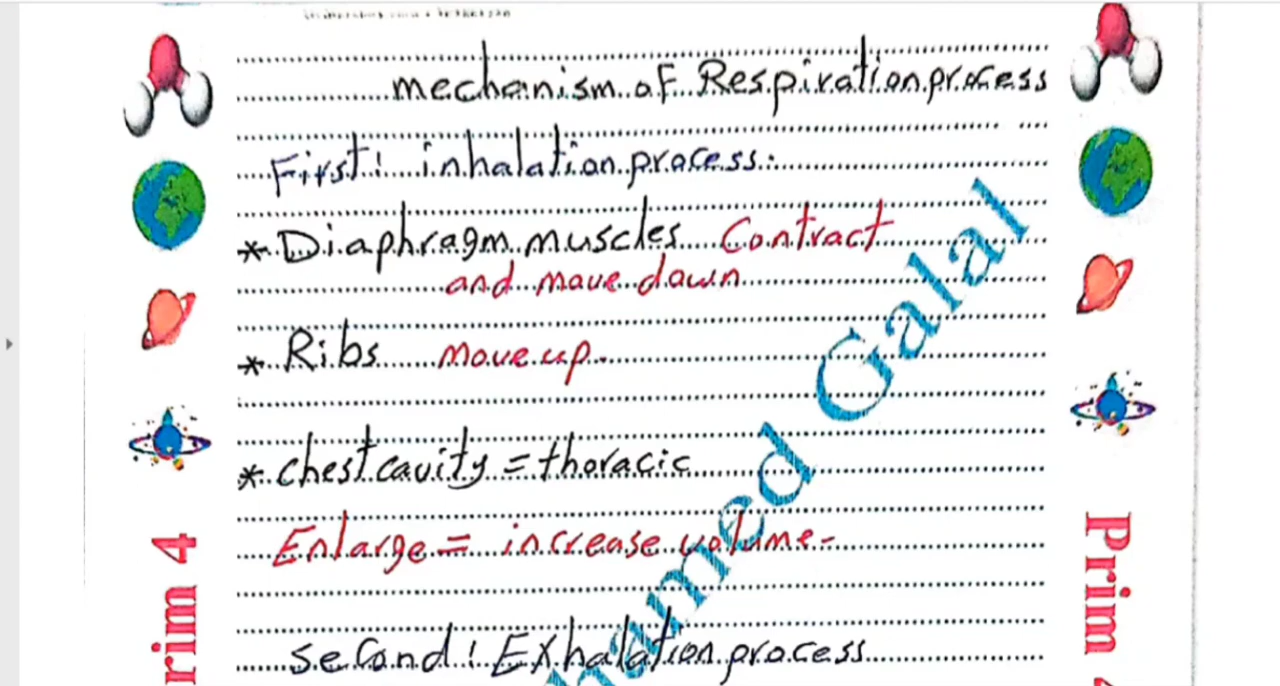 mechanism of Respiration process
First: inhalation process:
* Diaphragm muscles Contract
and move down
* Ribs move up.
* chest cavity = thoracic
Enlarge = increase volume-
second: Exhalation process
Galal
Prim 4
Prim